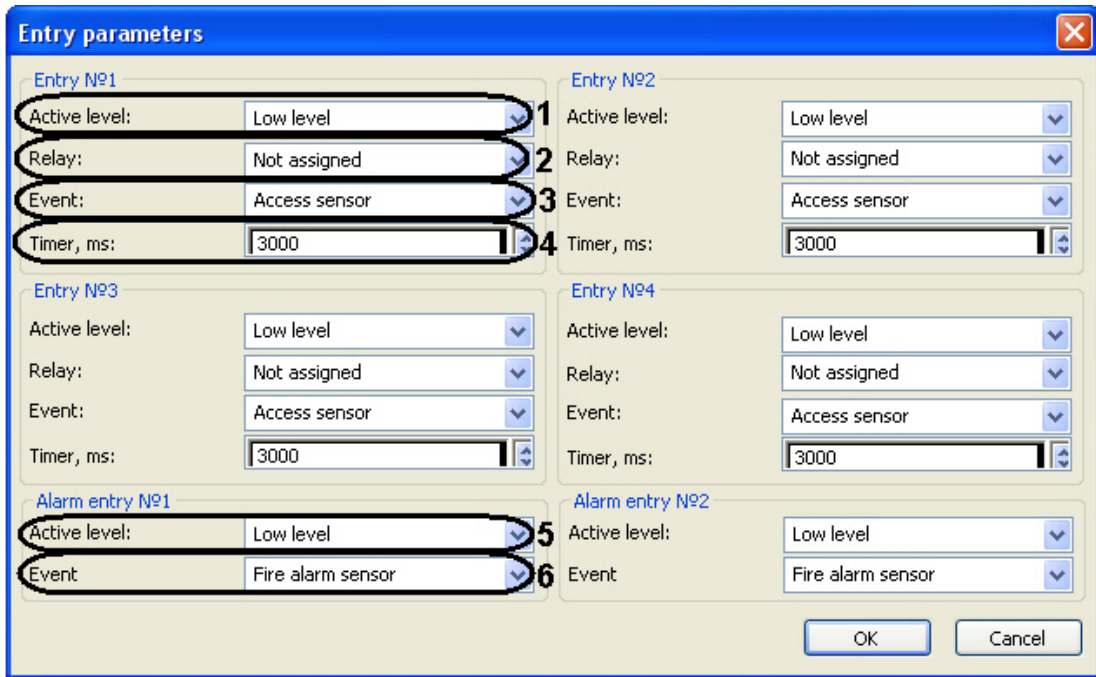 Entry parameters
Entry №1
Active level: Low level 1
Relay: Not assigned 2
Event: Access sensor 3
Timer, ms: 3000 4
Entry №2
Active level: Low level
Relay: Not assigned
Event: Access sensor
Timer, ms: 3000
Entry №3
Active level: Low level
Relay: Not assigned
Event: Access sensor
Timer, ms: 3000
Entry №4
Active level: Low level
Relay: Not assigned
Event: Access sensor
Timer, ms: 3000
Alarm entry №1
Active level: Low level 5
Event Fire alarm sensor 6
Alarm entry №2
Active level: Low level
Event Fire alarm sensor
OK Cancel